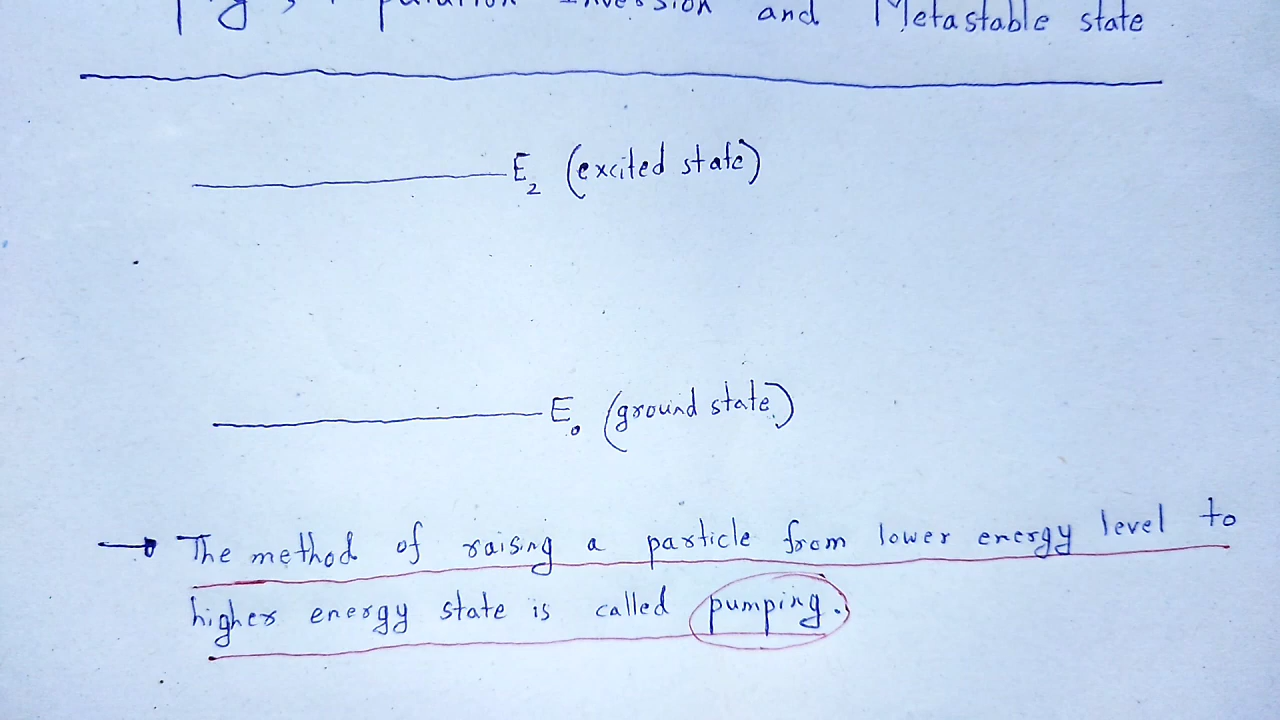 and Metastable state
E2 (excited state)
E0 (ground state)
The method of raising a particle from lower energy level to
higher energy state is called pumping.